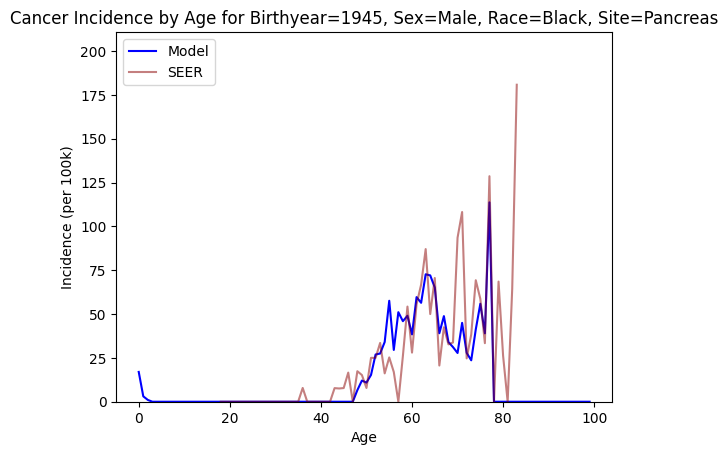 Cancer Incidence by Age for Birthyear=1945, Sex=Male, Race=Black, Site=Pancreas
Model
SEER
200
175
150
125
100
75
50
25
0
Incidence (per 100k)
0 20 40 60 80 100
Age